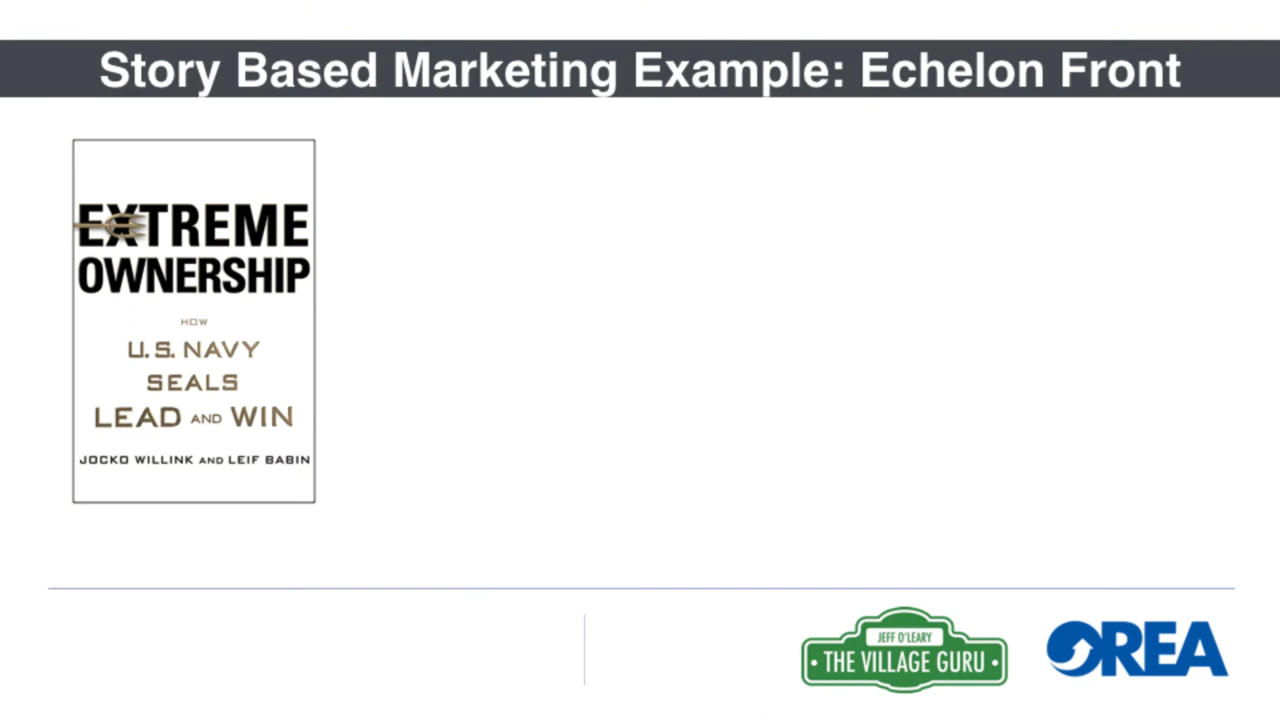 Story Based Marketing Example: Echelon Front
EXTREME
OWNERSHIP
HOW
U.S. NAVY
SEALS
LEAD AND WIN
JOCKO WILLINK AND LEIF BABIN
JEFF O'LEARY
• THE VILLAGE GURU •
OREA